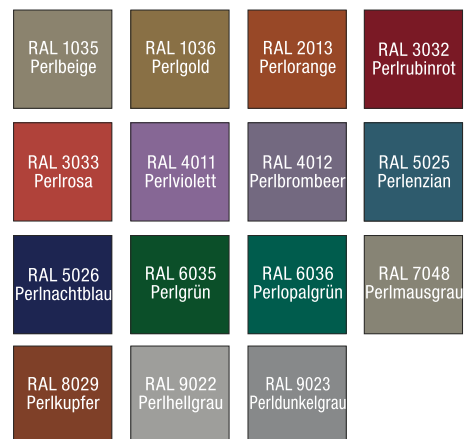 RAL 1035
Perlbeige
RAL 1036
Perlgold
RAL 2013
Perlorange
RAL 3032
Perlrubinrot
RAL 3033
Perlrosa
RAL 4011
Perlviolett
RAL 4012
Perlbrombeer
RAL 5025
Perlenzian
RAL 5026
Perlnachtblau
RAL 6035
Perlgrün
RAL 6036
Perlopalgrün
RAL 7048
Perlmausgrau
RAL 8029
Perlkupfer
RAL 9022
Perlhellgrau
RAL 9023
Perldunkelgrau